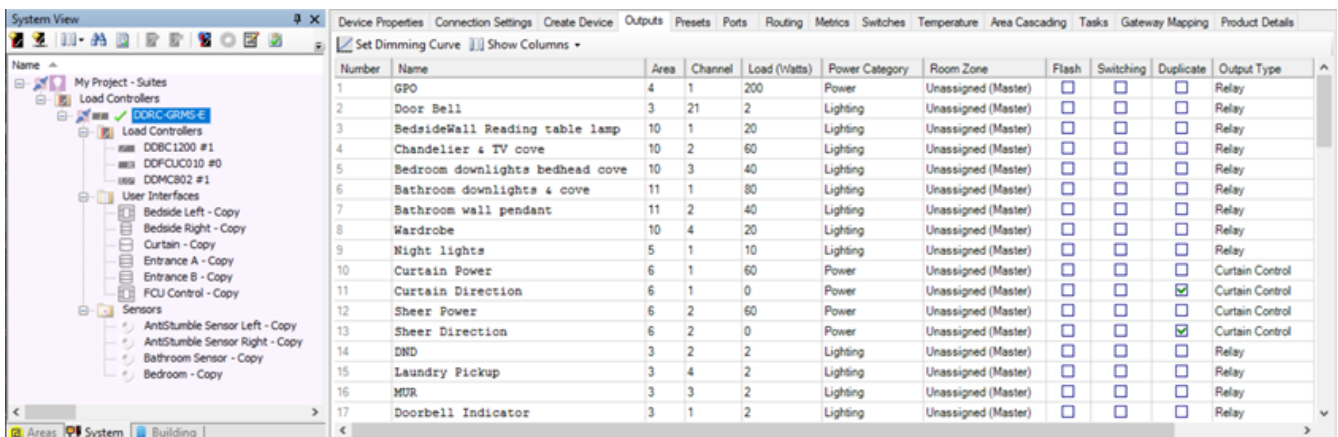 System View
Name
My Project - Suites
Load Controllers
DDRC-GRMS-E
Load Controllers
DDBC1200 #1
DDFCUC010 #0
DDMC802 #1
User Interfaces
Bedside Left - Copy
Bedside Right - Copy
Curtain - Copy
Entrance A - Copy
Entrance B - Copy
FCU Control - Copy
Sensors
AntiStumble Sensor Left - Copy
AntiStumble Sensor Right - Copy
Bathroom Sensor - Copy
Bedroom - Copy
Areas System Building
Device Properties Connection Settings Create Device Outputs Presets Ports Routing Metrics Switches Temperature Area Cascading Tasks Gateway Mapping Product Details
Set Dimming Curve Show Columns
Number Name Area Channel Load (Watts) Power Category Room Zone Flash Switching Duplicate Output Type
1 GPO 4 1 200 Power Unassigned (Master) Relay
2 Door Bell 3 21 2 Lighting Unassigned (Master) Relay
3 BedsideWall Reading table lamp 10 1 20 Lighting Unassigned (Master) Relay
4 Chandelier & TV cove 10 2 60 Lighting Unassigned (Master) Relay
5 Bedroom downlights bedhead cove 10 3 40 Lighting Unassigned (Master) Relay
6 Bathroom downlights & cove 11 1 80 Lighting Unassigned (Master) Relay
7 Bathroom wall pendant 11 2 40 Lighting Unassigned (Master) Relay
8 Wardrobe 10 4 20 Lighting Unassigned (Master) Relay
9 Night lights 5 1 10 Lighting Unassigned (Master) Relay
10 Curtain Power 6 1 60 Power Unassigned (Master) Curtain Control
11 Curtain Direction 6 1 0 Power Unassigned (Master) Curtain Control
12 Sheer Power 6 2 60 Power Unassigned (Master) Curtain Control
13 Sheer Direction 6 2 0 Power Unassigned (Master) Curtain Control
14 DND 3 2 2 Lighting Unassigned (Master) Relay
15 Laundry Pickup 3 4 2 Lighting Unassigned (Master) Relay
16 MUR 3 3 2 Lighting Unassigned (Master) Relay
17 Doorbell Indicator 3 1 2 Lighting Unassigned (Master) Relay